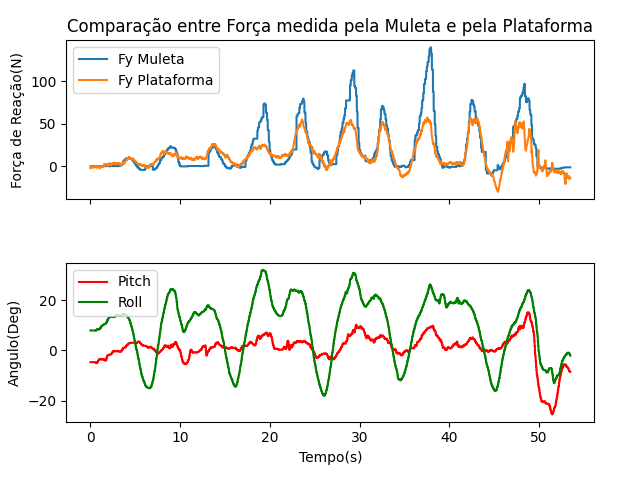 Comparação entre Força medida pela Muleta e pela Plataforma
Força de Reação(N)
100
50
0
Fy Muleta
Fy Plataforma
Angulo(Deg)
20
0
−20
Pitch
Roll
0 10 20 30 40 50
Tempo(s)